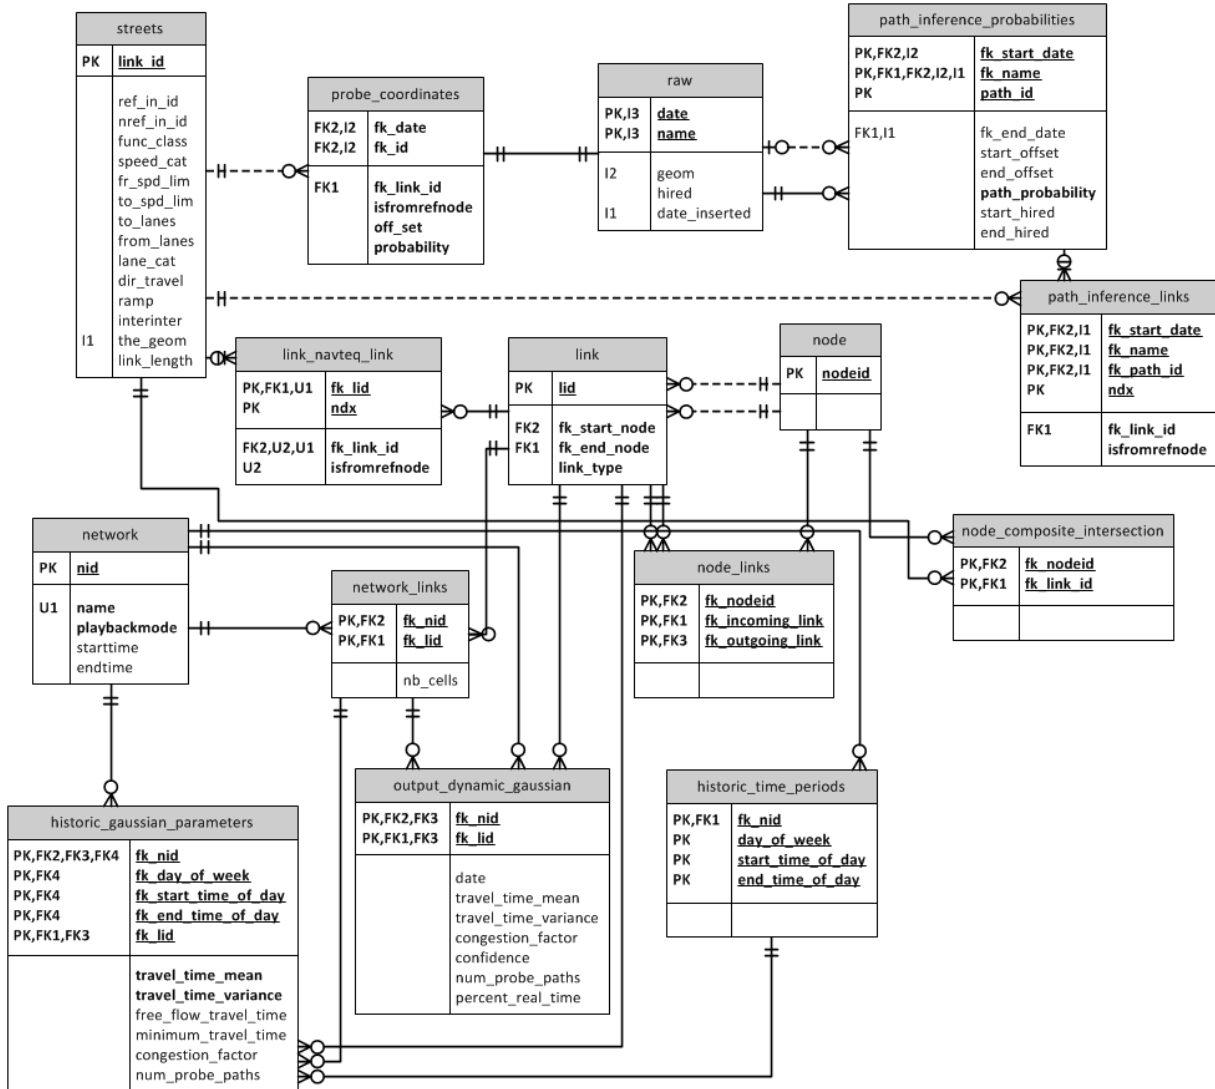 streets
PK link_id
ref_in_id
nref_in_id
func_class
speed_cat
fr_spd_lim
to_spd_lim
to_lanes
from_lanes
lane_cat
dir_travel
ramp
interinter
I1 the_geom
link_length
probe_coordinates
FK2,I2 fk_date
FK2,I2 fk_id
FK1 fk_link_id
isfromrefnode
off_set
probability
raw
PK,I3 date
PK,I3 name
I2 geom
hired
I1 date_inserted
path_inference_probabilities
PK,FK2,I2 fk_start_date
PK,FK1,FK2,I2,I1 fk_name
PK path_id
FK1,I1 fk_end_date
start_offset
end_offset
path_probability
start_hired
end_hired
path_inference_links
PK,FK2,I1 fk_start_date
PK,FK2,I1 fk_name
PK,FK2,I1 fk_path_id
PK ndx
FK1 fk_link_id
isfromrefnode
link_navteq_link
PK,FK1,U1 fk_lid
PK ndx
FK2,U2,U1 fk_link_id
U2 isfromrefnode
link
PK lid
FK2 fk_start_node
FK1 fk_end_node
link_type
node
PK nodeid
network
PK nid
U1 name
playbackmode
starttime
endtime
network_links
PK,FK2 fk_nid
PK,FK1 fk_lid
nb_cells
node_links
PK,FK2 fk_nodeid
PK,FK1 fk_incoming_link
PK,FK3 fk_outgoing_link
node_composite_intersection
PK,FK2 fk_nodeid
PK,FK1 fk_link_id
historic_gaussian_parameters
PK,FK2,FK3,FK4 fk_nid
PK,FK4 fk_day_of_week
PK,FK4 fk_start_time_of_day
PK,FK4 fk_end_time_of_day
PK,FK1,FK3 fk_lid
travel_time_mean
travel_time_variance
free_flow_travel_time
minimum_travel_time
congestion_factor
num_probe_paths
output_dynamic_gaussian
PK,FK2,FK3 fk_nid
PK,FK1,FK3 fk_lid
date
travel_time_mean
travel_time_variance
congestion_factor
confidence
num_probe_paths
percent_real_time
historic_time_periods
PK,FK1 fk_nid
PK day_of_week
PK start_time_of_day
PK end_time_of_day